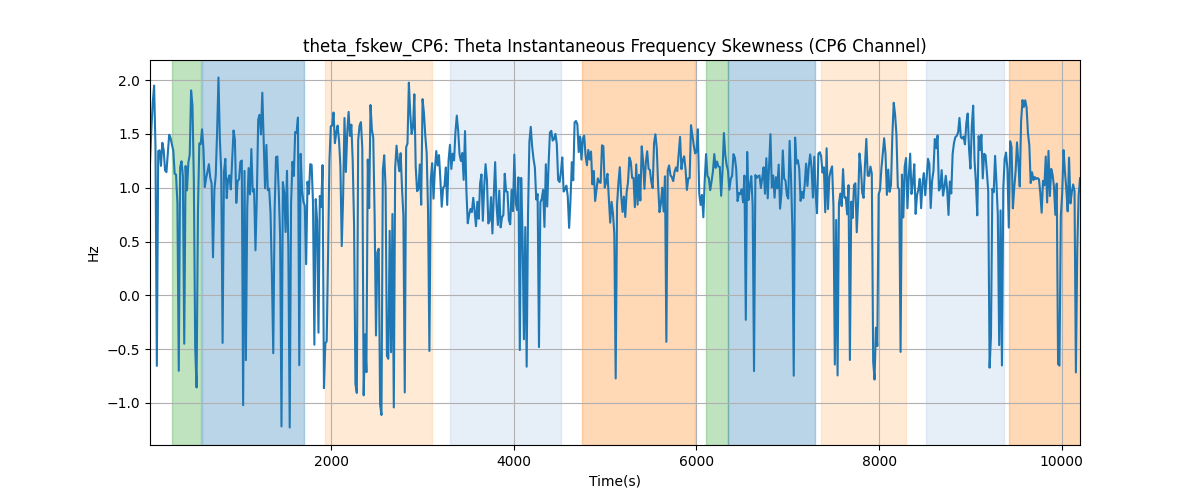 theta_fskew_CP6: Theta Instantaneous Frequency Skewness (CP6 Channel)
2.0
1.5
1.0
0.5
0.0
−0.5
−1.0
Hz
2000 4000 6000 8000 10000
Time(s)